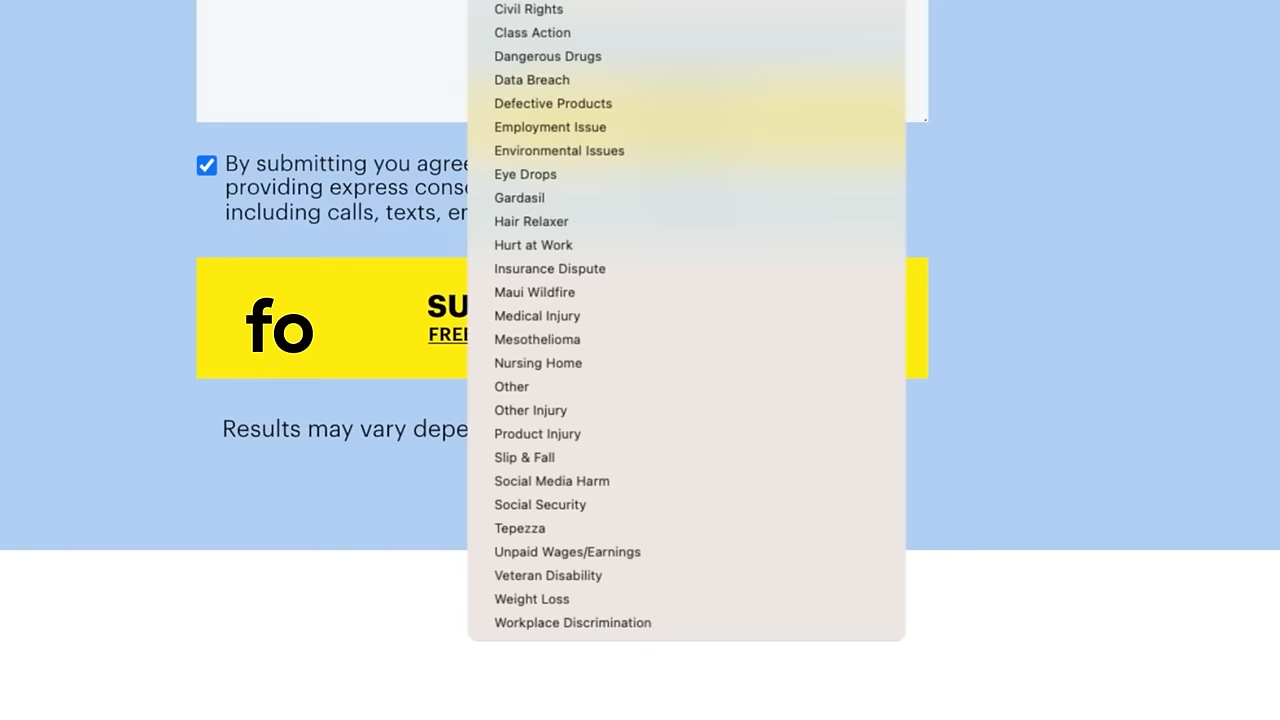 Civil Rights
Class Action
Dangerous Drugs
Data Breach
Defective Products
Employment Issue
Environmental Issues
Eye Drops
Gardasil
Hair Relaxer
Hurt at Work
Insurance Dispute
Maui Wildfire
Medical Injury
Mesothelioma
Nursing Home
Other
Other Injury
Product Injury
Slip & Fall
Social Media Harm
Social Security
Tepezza
Unpaid Wages/Earnings
Veteran Disability
Weight Loss
Workplace Discrimination
By submitting you agree
providing express conse
including calls, texts, em
fo
SU
FREE
Results may vary depe